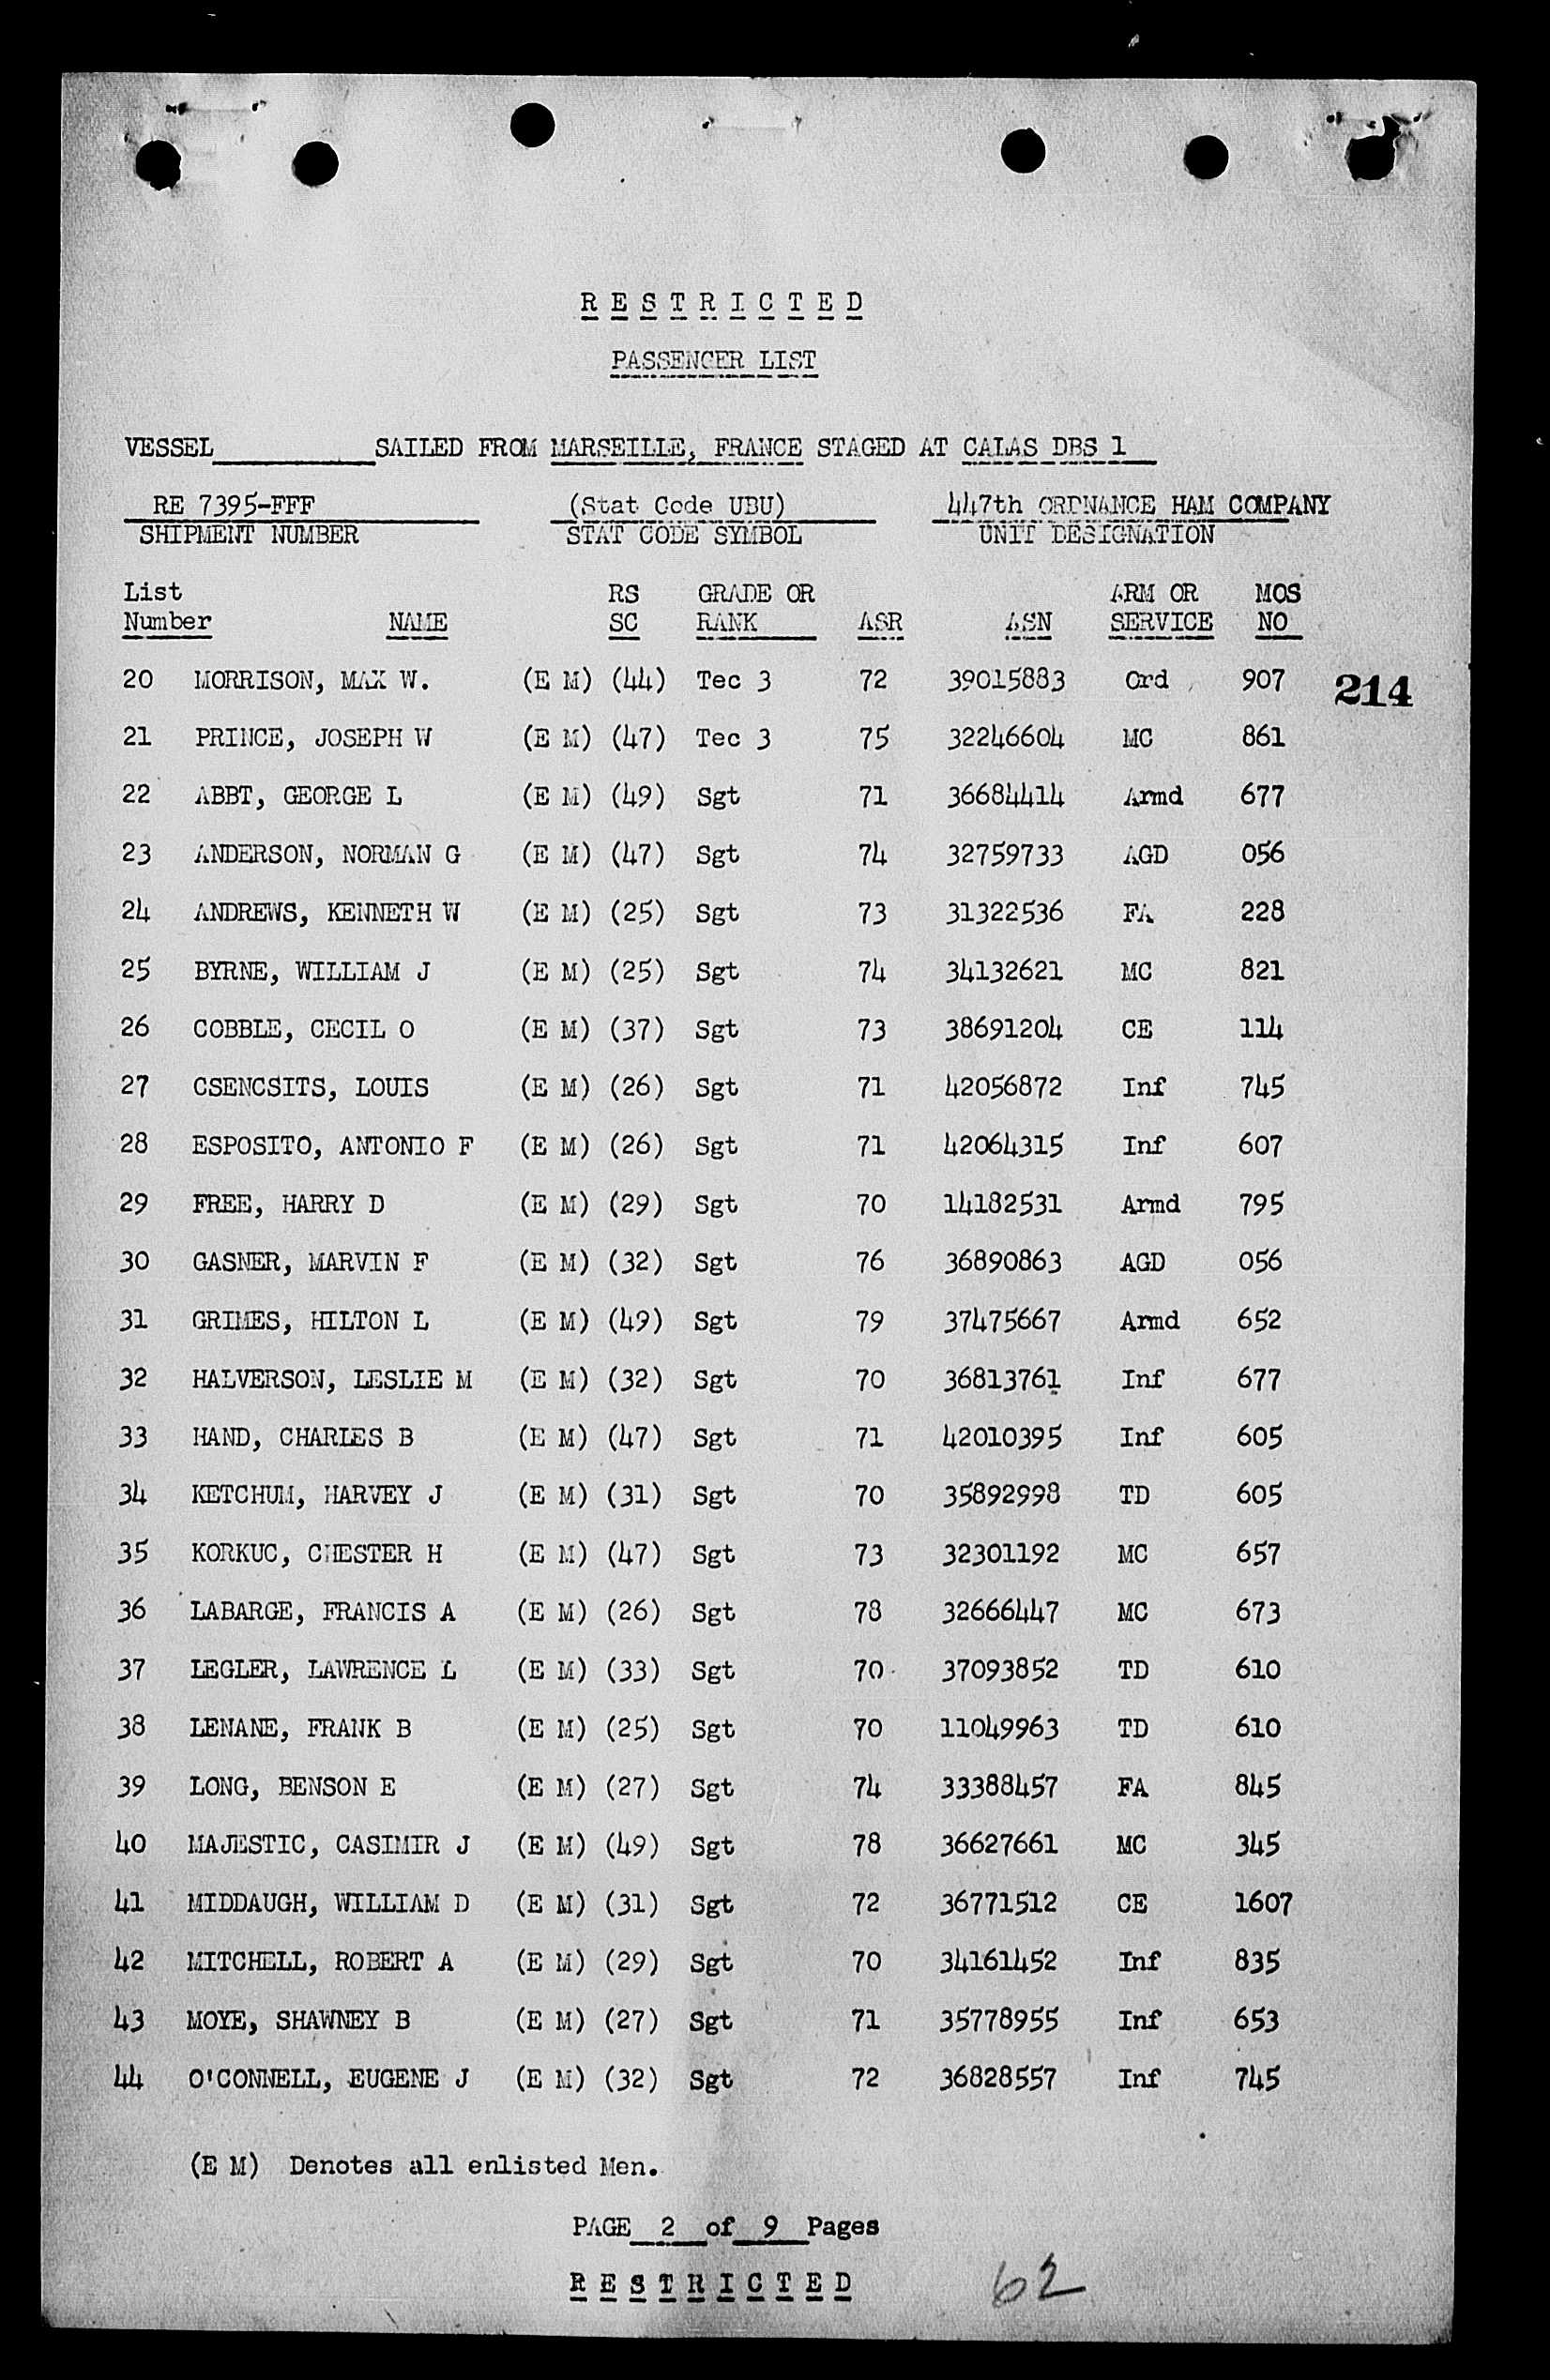 RESTRICTED
PASSENGER LIST
VESSEL__________SAILED FROM MARSEILLE, FRANCE STAGED AT CALAS DBS 1
RE 7395-FFF (Stat Code UBU) 447th ORDNANCE HAM COMPANY
SHIPMENT NUMBER STAT CODE SYMBOL UNIT DESIGNATION
List RS GRADE OR ARM OR MOS
Number NAME SC RANK ASR ASN SERVICE NO
20 MORRISON, MAX W. (E M) (44) Tec 3 72 39015883 Ord 907 214
21 PRINCE, JOSEPH W (E M) (47) Tec 3 75 32246604 MC 861
22 ABBT, GEORGE L (E M) (49) Sgt 71 36684414 Armd 677
23 ANDERSON, NORMAN G (E M) (47) Sgt 74 32759733 AGD 056
24 ANDREWS, KENNETH W (E M) (25) Sgt 73 31322536 FA 228
25 BYRNE, WILLIAM J (E M) (25) Sgt 74 34132621 MC 821
26 COBBLE, CECIL O (E M) (37) Sgt 73 38691204 CE 114
27 CSENCSITS, LOUIS (E M) (26) Sgt 71 42056872 Inf 745
28 ESPOSITO, ANTONIO F (E M) (26) Sgt 71 42064315 Inf 607
29 FREE, HARRY D (E M) (29) Sgt 70 14182531 Armd 795
30 GASNER, MARVIN F (E M) (32) Sgt 76 36890863 AGD 056
31 GRIMES, HILTON L (E M) (49) Sgt 79 37475667 Armd 652
32 HALVERSON, LESLIE M (E M) (32) Sgt 70 36813761 Inf 677
33 HAND, CHARLES B (E M) (47) Sgt 71 42010395 Inf 605
34 KETCHUM, HARVEY J (E M) (31) Sgt 70 35892998 TD 605
35 KORKUC, CHESTER H (E M) (47) Sgt 73 32301192 MC 657
36 LABARGE, FRANCIS A (E M) (26) Sgt 78 32666447 MC 673
37 LEGLER, LAWRENCE L (E M) (33) Sgt 70 37093852 TD 610
38 LENANE, FRANK B (E M) (25) Sgt 70 11049963 TD 610
39 LONG, BENSON E (E M) (27) Sgt 74 33388457 FA 845
40 MAJESTIC, CASIMIR J (E M) (49) Sgt 78 36627661 MC 345
41 MIDDAUGH, WILLIAM D (E M) (31) Sgt 72 36771512 CE 1607
42 MITCHELL, ROBERT A (E M) (29) Sgt 70 34161452 Inf 835
43 MOYE, SHAWNEY B (E M) (27) Sgt 71 35778955 Inf 653
44 O'CONNELL, EUGENE J (E M) (32) Sgt 72 36828557 Inf 745
(E M) Denotes all enlisted Men.
PAGE 2 of 9 Pages
RESTRICTED
62